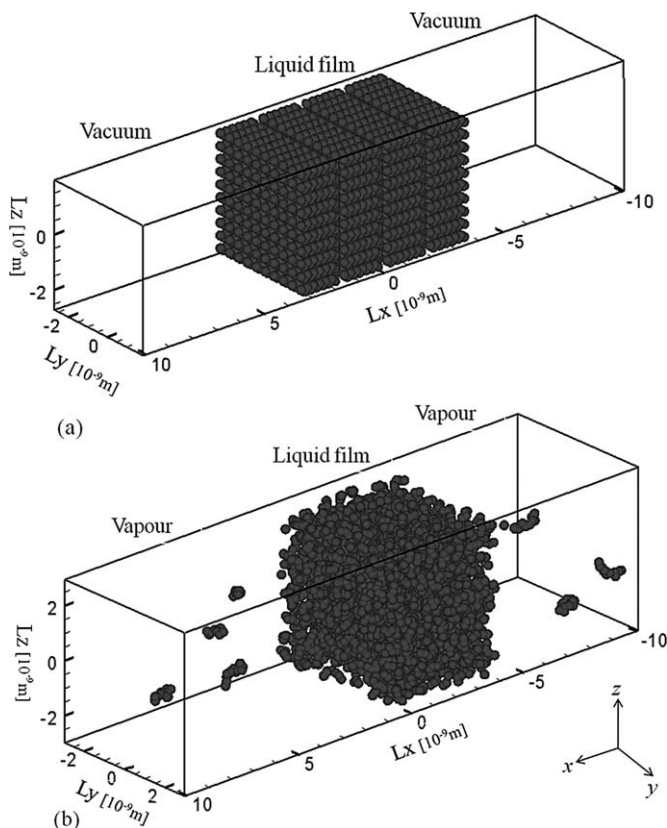 Vacuum
Liquid film
Vacuum
Lz [10⁻⁹m]
0
-2
-10
-5
0
5
10
Lx [10⁻⁹m]
-2
0
Ly [10⁻⁹m]
(a)
Vapour
Liquid film
Vapour
Lz [10⁻⁹m]
2
0
-2
-10
-5
0
5
10
Lx [10⁻⁹m]
-2
0
2
Ly [10⁻⁹m]
z
x
y
(b)